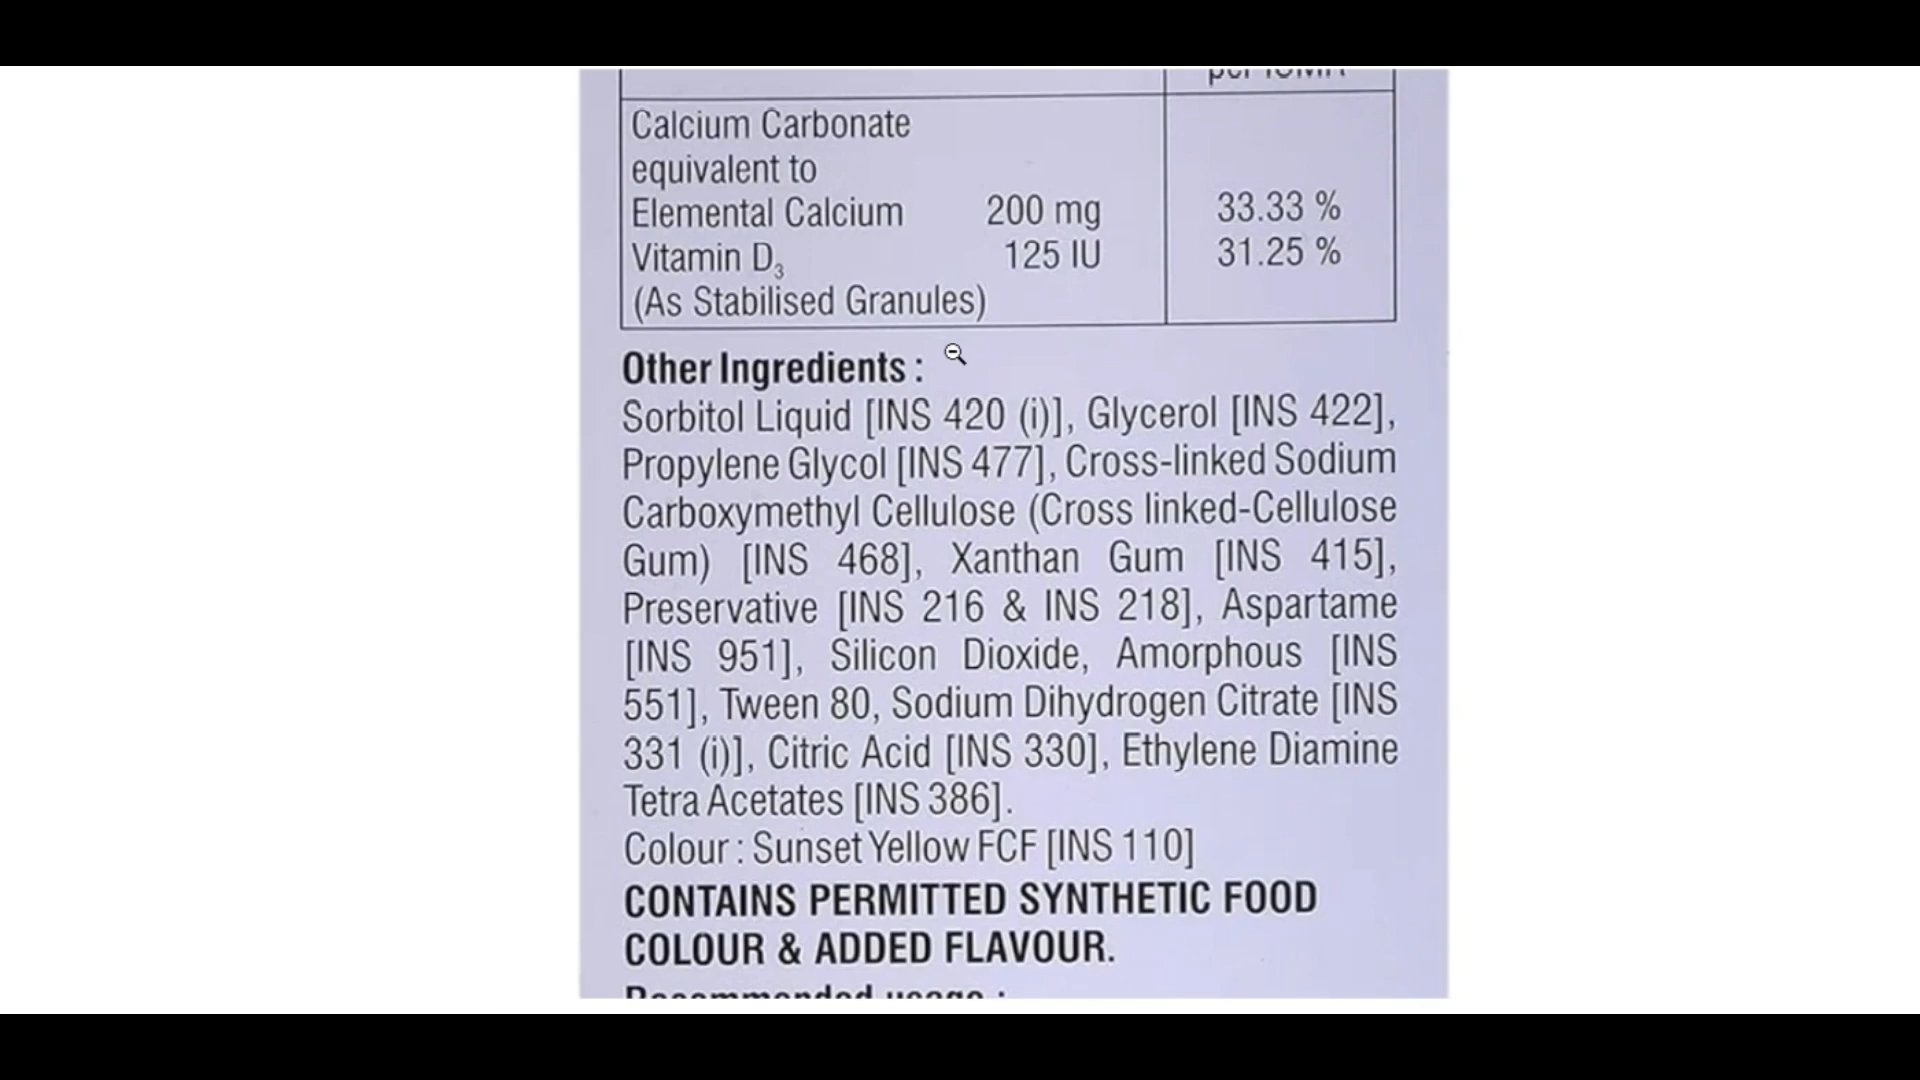 per ICMR
Calcium Carbonate
equivalent to
Elemental Calcium 200 mg 33.33 %
Vitamin D₃ 125 IU 31.25 %
(As Stabilised Granules)
Other Ingredients :
Sorbitol Liquid [INS 420 (i)], Glycerol [INS 422],
Propylene Glycol [INS 477], Cross-linked Sodium
Carboxymethyl Cellulose (Cross linked-Cellulose
Gum) [INS 468], Xanthan Gum [INS 415],
Preservative [INS 216 & INS 218], Aspartame
[INS 951], Silicon Dioxide, Amorphous [INS
551], Tween 80, Sodium Dihydrogen Citrate [INS
331 (i)], Citric Acid [INS 330], Ethylene Diamine
Tetra Acetates [INS 386].
Colour : Sunset Yellow FCF [INS 110]
CONTAINS PERMITTED SYNTHETIC FOOD
COLOUR & ADDED FLAVOUR.
Recommended usage :